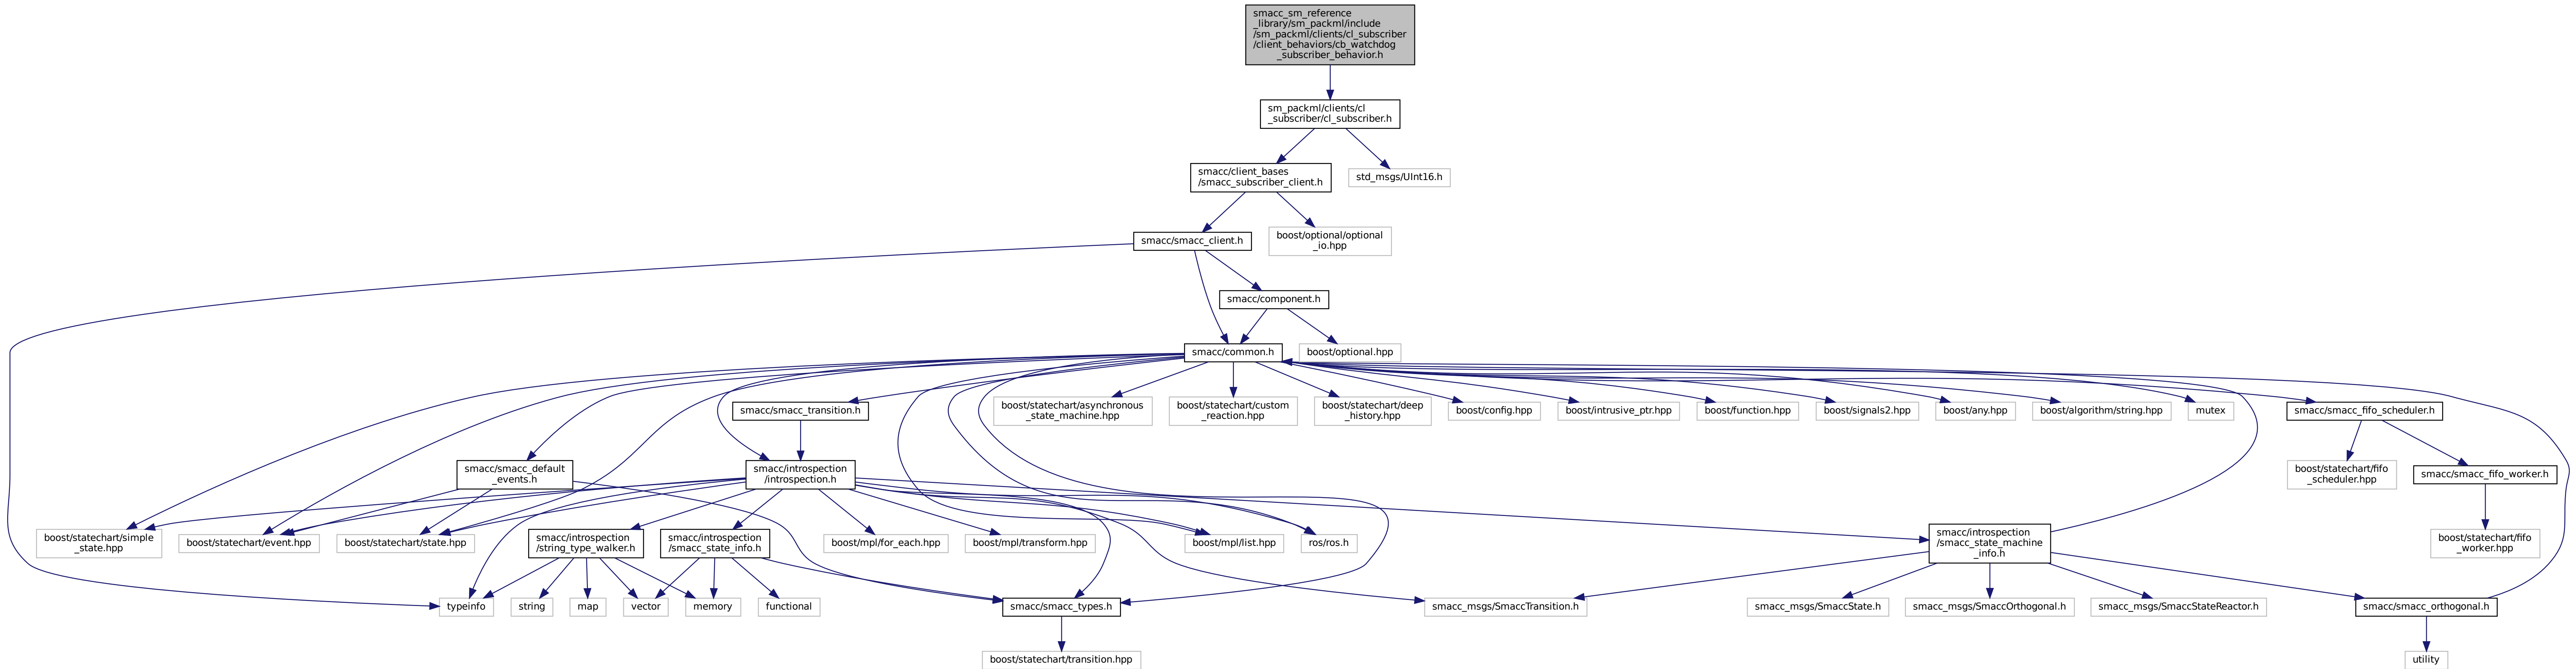 smacc_sm_reference
_library/sm_packml/include
/sm_packml/clients/cl_subscriber
/client_behaviors/cb_watchdog
_subscriber_behavior.h
sm_packml/clients/cl
_subscriber/cl_subscriber.h
smacc/client_bases
/smacc_subscriber_client.h
std_msgs/UInt16.h
smacc/smacc_client.h
boost/optional/optional
_io.hpp
smacc/component.h
smacc/common.h
boost/optional.hpp
smacc/smacc_transition.h
boost/statechart/asynchronous
_state_machine.hpp
boost/statechart/custom
_reaction.hpp
boost/statechart/deep
_history.hpp
boost/config.hpp
boost/intrusive_ptr.hpp
boost/function.hpp
boost/signals2.hpp
boost/any.hpp
boost/algorithm/string.hpp
mutex
smacc/smacc_fifo_scheduler.h
smacc/smacc_default
_events.h
smacc/introspection
/introspection.h
boost/statechart/fifo
_scheduler.hpp
smacc/smacc_fifo_worker.h
boost/statechart/simple
_state.hpp
boost/statechart/event.hpp
boost/statechart/state.hpp
smacc/introspection
/string_type_walker.h
smacc/introspection
/smacc_state_info.h
boost/mpl/for_each.hpp
boost/mpl/transform.hpp
boost/mpl/list.hpp
ros/ros.h
smacc/introspection
/smacc_state_machine
_info.h
boost/statechart/fifo
_worker.hpp
typeinfo
string
map
vector
memory
functional
smacc/smacc_types.h
smacc_msgs/SmaccTransition.h
smacc_msgs/SmaccState.h
smacc_msgs/SmaccOrthogonal.h
smacc_msgs/SmaccStateReactor.h
smacc/smacc_orthogonal.h
boost/statechart/transition.hpp
utility